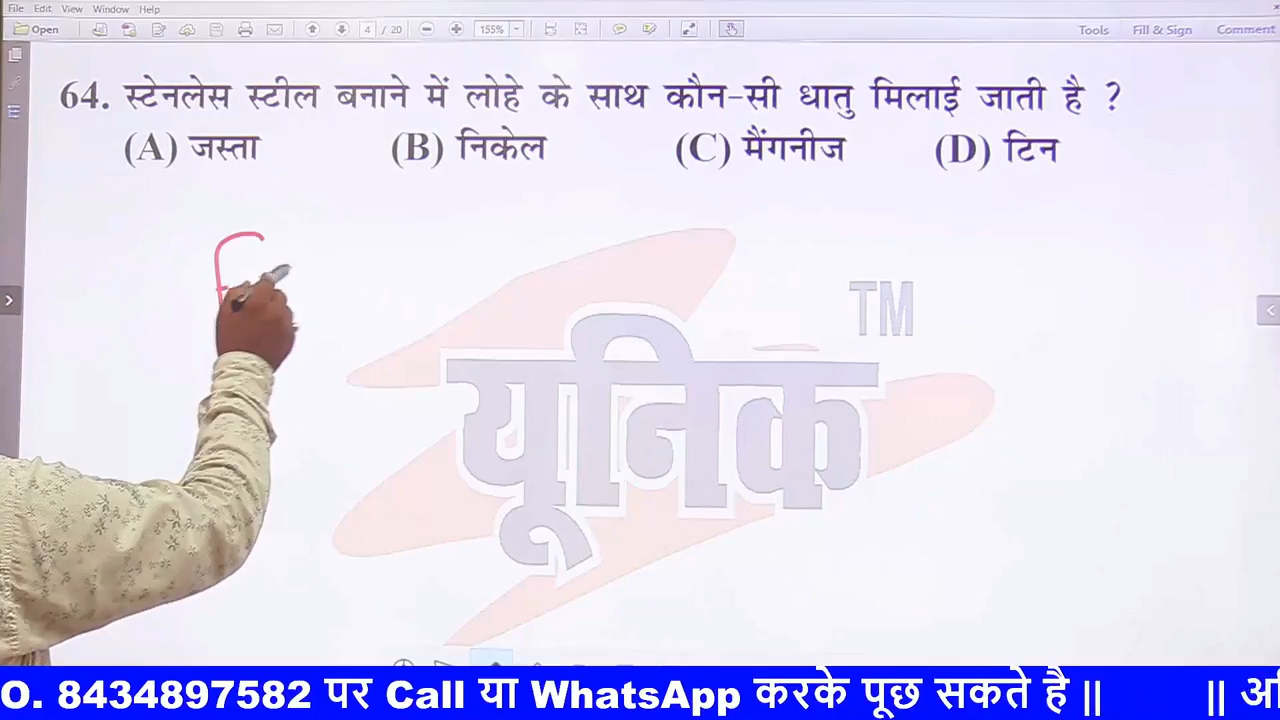 File Edit View Window Help
Open 4 / 20 155% Tools Fill & Sign Comment
64. स्टेनलेस स्टील बनाने में लोहे के साथ कौन-सी धातु मिलाई जाती है ?
(A) जस्ता (B) निकेल (C) मैंगनीज (D) टिन
TM
यूनिक
O. 8434897582 पर Call या WhatsApp करके पूछ सकते है ||